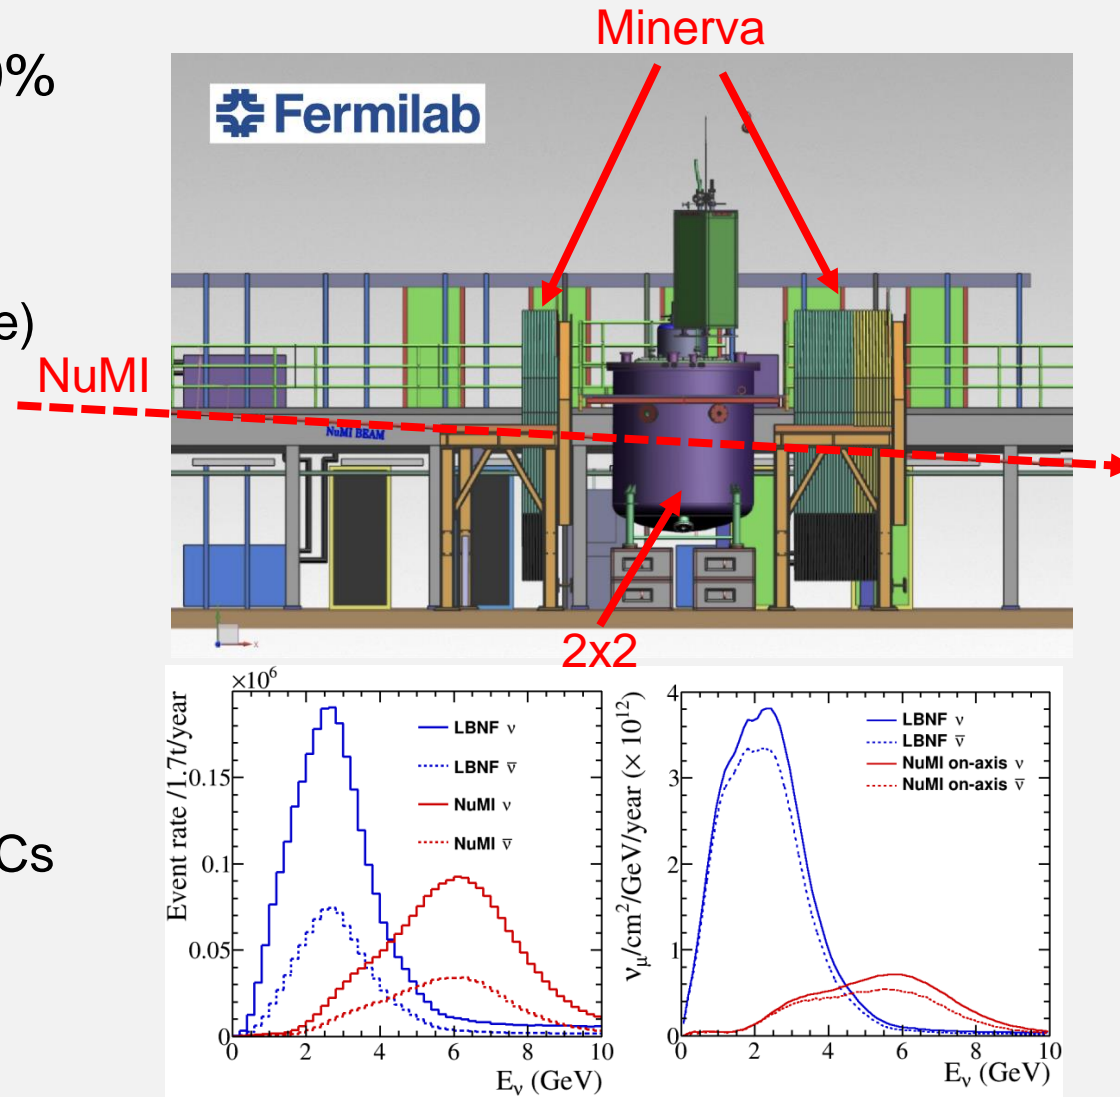 Minerva
%
Fermilab
e)
NuMI
NuMI BEAM
x
2x2
Cs
×10⁶
Event rate /1.7t/year
0.15
0.1
0.05
0
LBNF ν
LBNF ν̅
NuMI ν
NuMI ν̅
0 2 4 6 8 10
E_ν (GeV)
ν_μ/cm²/GeV/year (× 10¹²)
4
3
2
1
0
LBNF ν
LBNF ν̅
NuMI on-axis ν
NuMI on-axis ν̅
0 2 4 6 8 10
E_ν (GeV)